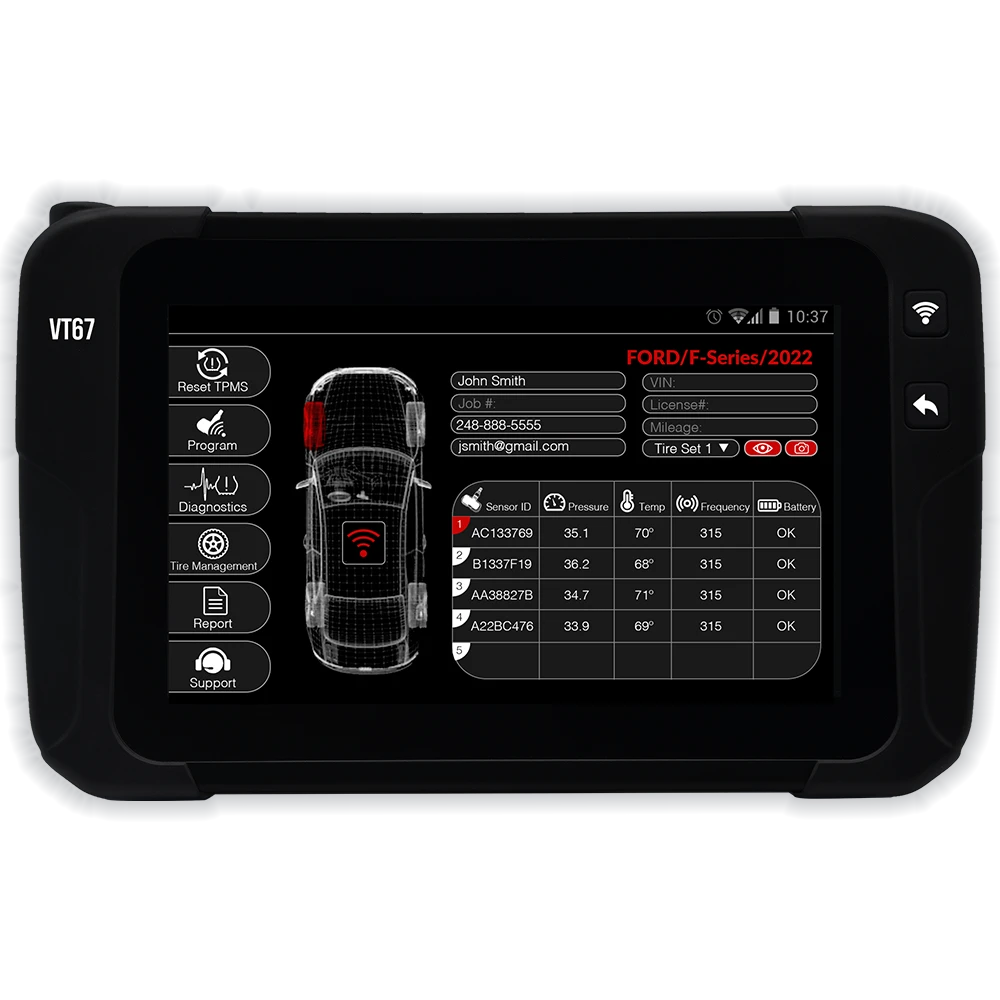 VT67
10:37
FORD/F-Series/2022
Reset TPMS
Program
Diagnostics
Tire Management
Report
Support
John Smith
VIN:
Job #:
License#:
248-888-5555
Mileage:
jsmith@gmail.com
Tire Set 1 ▼
Sensor ID Pressure Temp Frequency Battery
1 AC133769 35.1 70° 315 OK
2 B1337F19 36.2 68° 315 OK
3 AA38827B 34.7 71° 315 OK
4 A22BC476 33.9 69° 315 OK
5